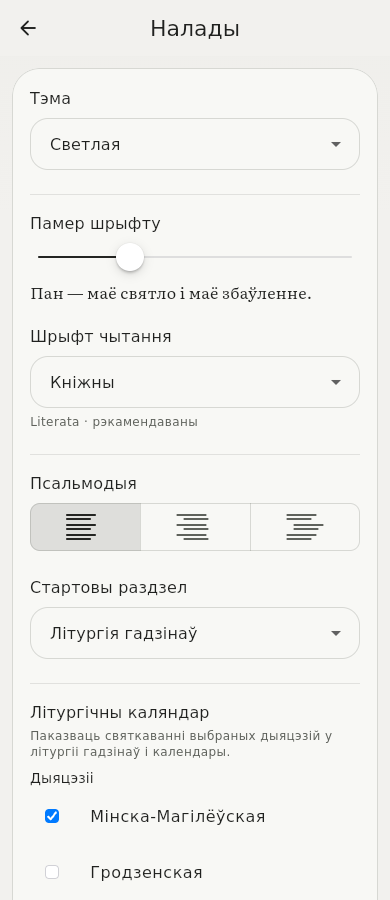 Налады
Тэма
Светлая
Памер шрыфту
Пан — маё святло і маё збаўленне.
Шрыфт чытання
Кніжны
Literata · рэкамендаваны
Псальмодыя
Стартовы раздзел
Літургія гадзінаў
Літургічны каляндар
Паказваць святкаванні выбраных дыяцэзій у
літургіі гадзінаў і календары.
Дыяцэзіі
Мінска-Магілёўская
Гродзенская